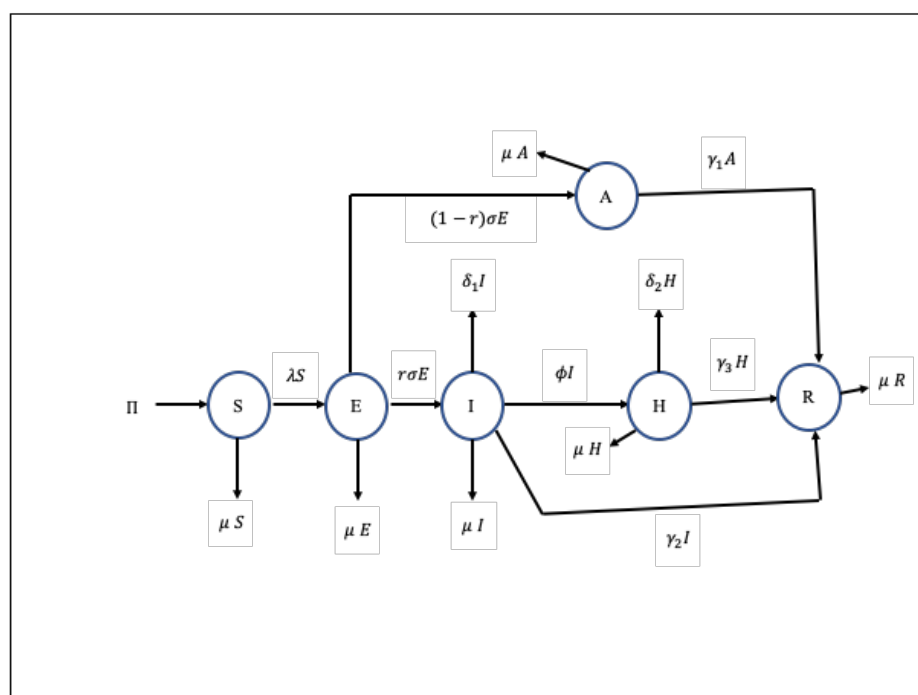 μ A
γ₁A
A
(1 − r)σE
δ₁I
δ₂H
λS
rσE
ϕI
γ₃H
μ R
Π
S
E
I
H
R
μ H
μ S
μ E
μ I
γ₂I